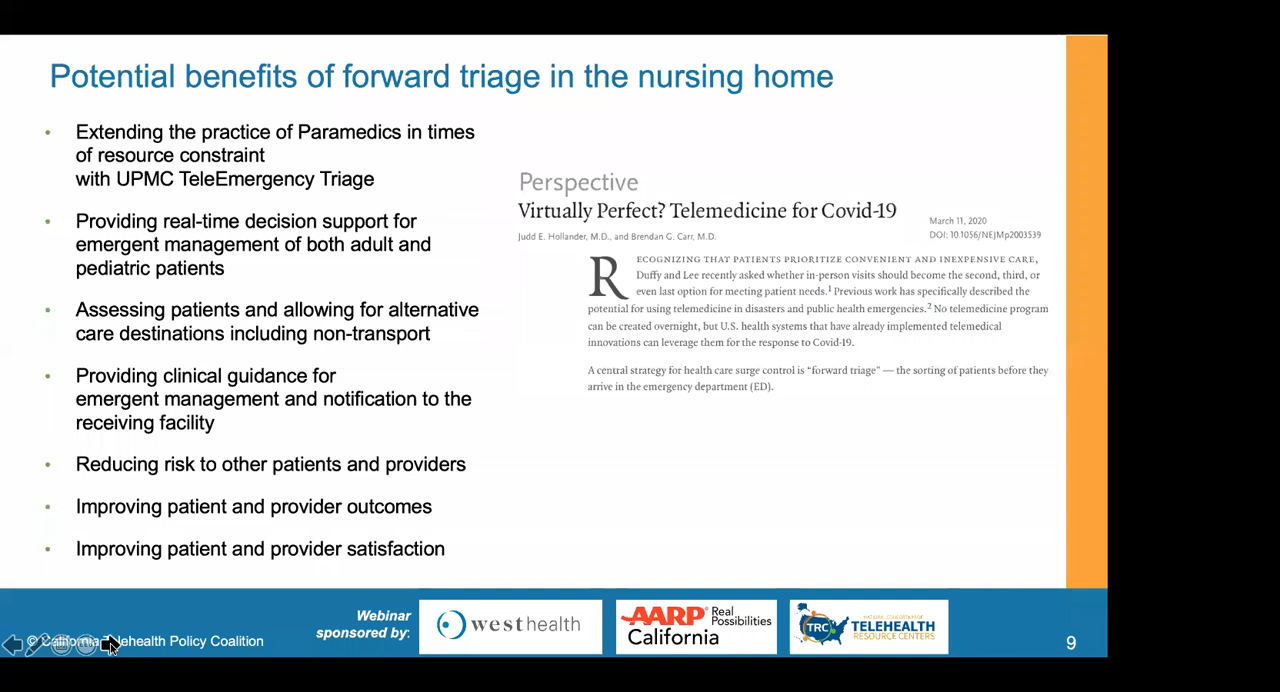 Potential benefits of forward triage in the nursing home
• Extending the practice of Paramedics in times
of resource constraint
with UPMC TeleEmergency Triage
• Providing real-time decision support for
emergent management of both adult and
pediatric patients
• Assessing patients and allowing for alternative
care destinations including non-transport
• Providing clinical guidance for
emergent management and notification to the
receiving facility
• Reducing risk to other patients and providers
• Improving patient and provider outcomes
• Improving patient and provider satisfaction
Perspective
Virtually Perfect? Telemedicine for Covid-19
Judd E. Hollander, M.D., and Brendan G. Carr, M.D.
March 11, 2020
DOI: 10.1056/NEJMp2003539
RECOGNIZING THAT PATIENTS PRIORITIZE CONVENIENT AND INEXPENSIVE CARE,
Duffy and Lee recently asked whether in-person visits should become the second, third, or
even last option for meeting patient needs.1 Previous work has specifically described the
potential for using telemedicine in disasters and public health emergencies.2 No telemedicine program
can be created overnight, but U.S. health systems that have already implemented telemedical
innovations can leverage them for the response to Covid-19.
A central strategy for health care surge control is “forward triage” — the sorting of patients before they
arrive in the emergency department (ED).
© California Telehealth Policy Coalition
Webinar
sponsored by:
westhealth
AARP® Real
Possibilities
California
TRC
NATIONAL CONSORTIUM OF
TELEHEALTH
RESOURCE CENTERS
9